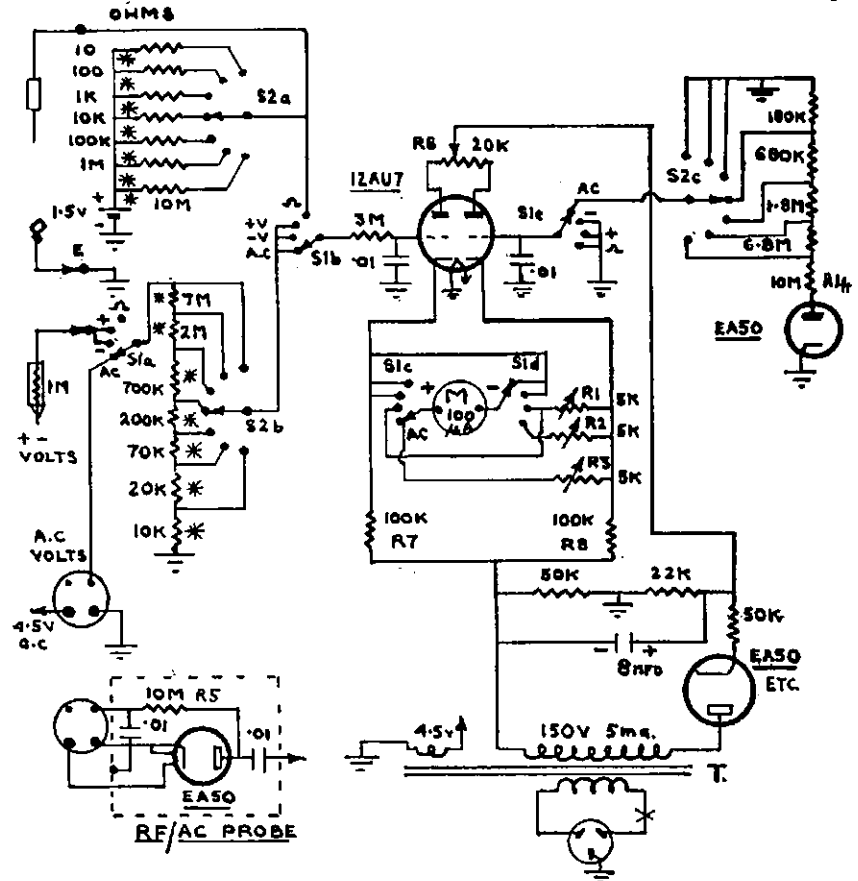 OHMS
10
100
1K
10K
100K
1M
10M
S2a
1.5V
+
-
E
Ω
+V
-V
A.C
S1b
3M
.01
12AU7
R6
20K
S1e
AC
-
+
Ω
.01
S2c
180K
680K
1.8M
6.8M
10M
R4
EA50
Ω
+
-
AC
S1a
1M
+ -
VOLTS
7M
2M
700K
200K
70K
20K
10K
S2b
S1c
S1d
+
-
M
100
μA
AC
R1
5K
R2
5K
R3
5K
100K
R7
100K
R8
A.C
VOLTS
4.5V
a.c
50K
22K
50K
- 8mfd +
EA50
ETC.
4.5V
150V 5ma.
T.
10M R5
.01
.01
EA50
RF/AC PROBE